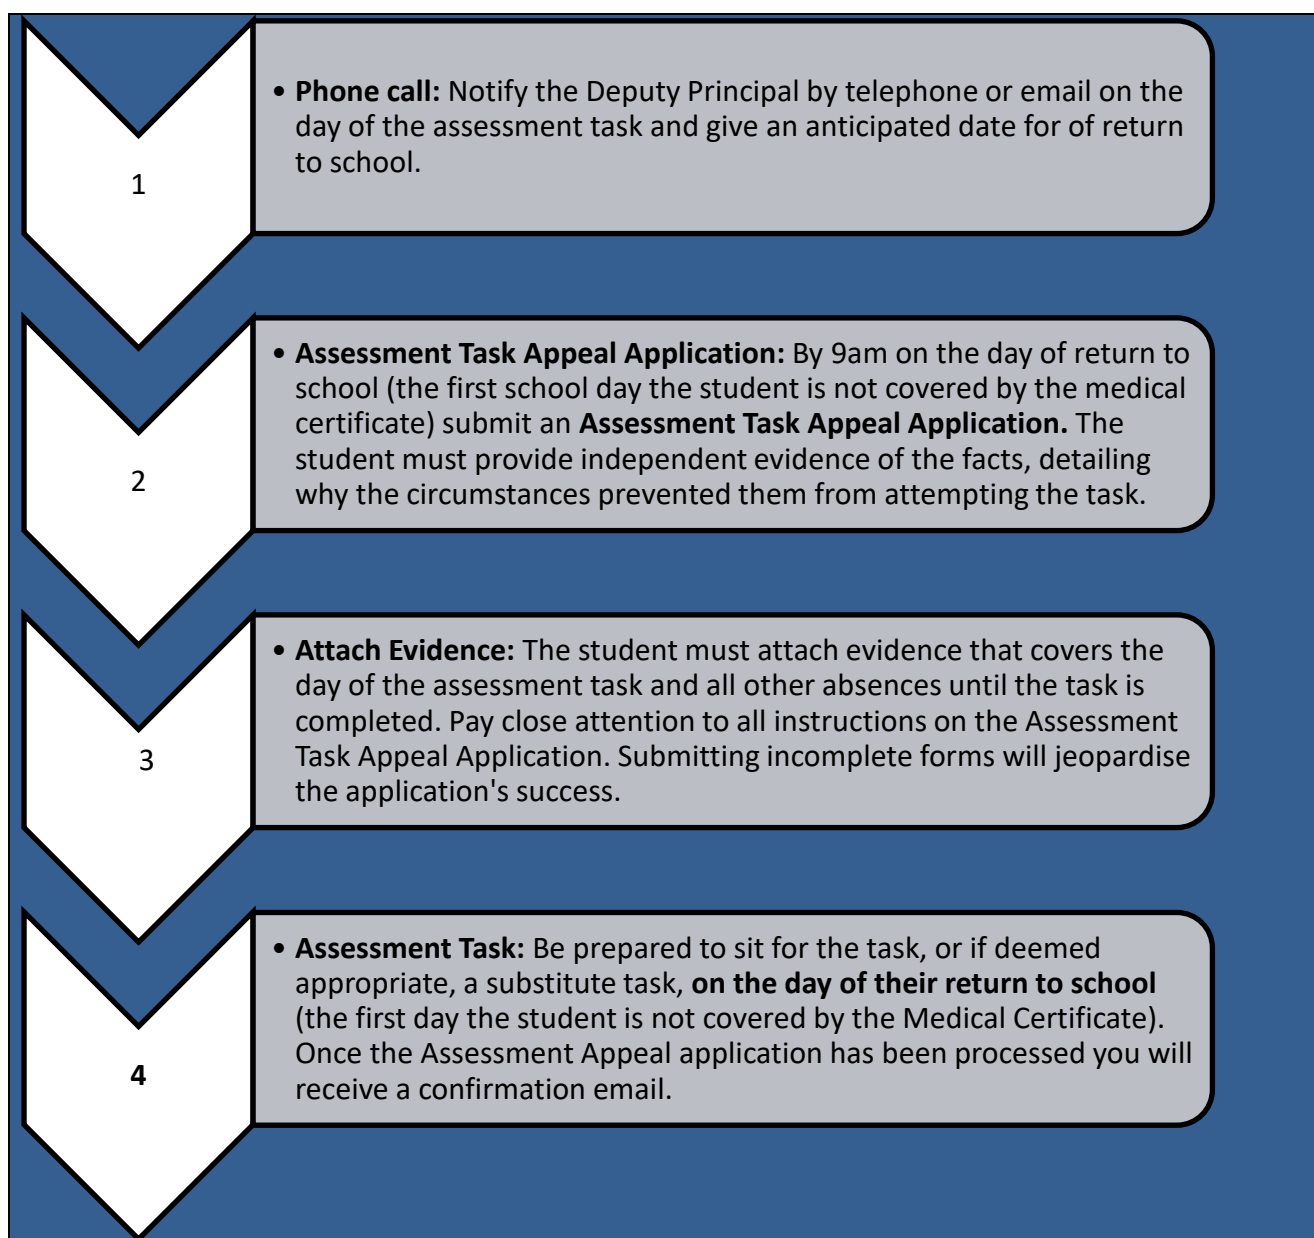 1
• Phone call: Notify the Deputy Principal by telephone or email on the
day of the assessment task and give an anticipated date for of return
to school.
2
• Assessment Task Appeal Application: By 9am on the day of return to
school (the first school day the student is not covered by the medical
certificate) submit an Assessment Task Appeal Application. The
student must provide independent evidence of the facts, detailing
why the circumstances prevented them from attempting the task.
3
• Attach Evidence: The student must attach evidence that covers the
day of the assessment task and all other absences until the task is
completed. Pay close attention to all instructions on the Assessment
Task Appeal Application. Submitting incomplete forms will jeopardise
the application's success.
4
• Assessment Task: Be prepared to sit for the task, or if deemed
appropriate, a substitute task, on the day of their return to school
(the first day the student is not covered by the Medical Certificate).
Once the Assessment Appeal application has been processed you will
receive a confirmation email.